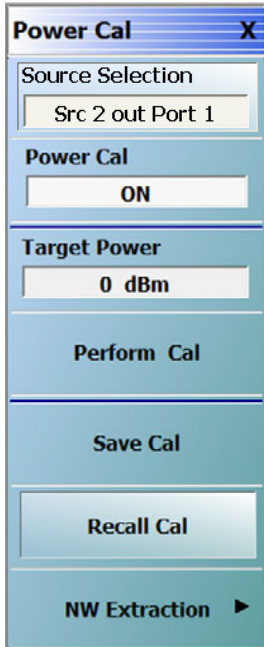 Power Cal X
Source Selection
Src 2 out Port 1
Power Cal
ON
Target Power
0 dBm
Perform Cal
Save Cal
Recall Cal
NW Extraction